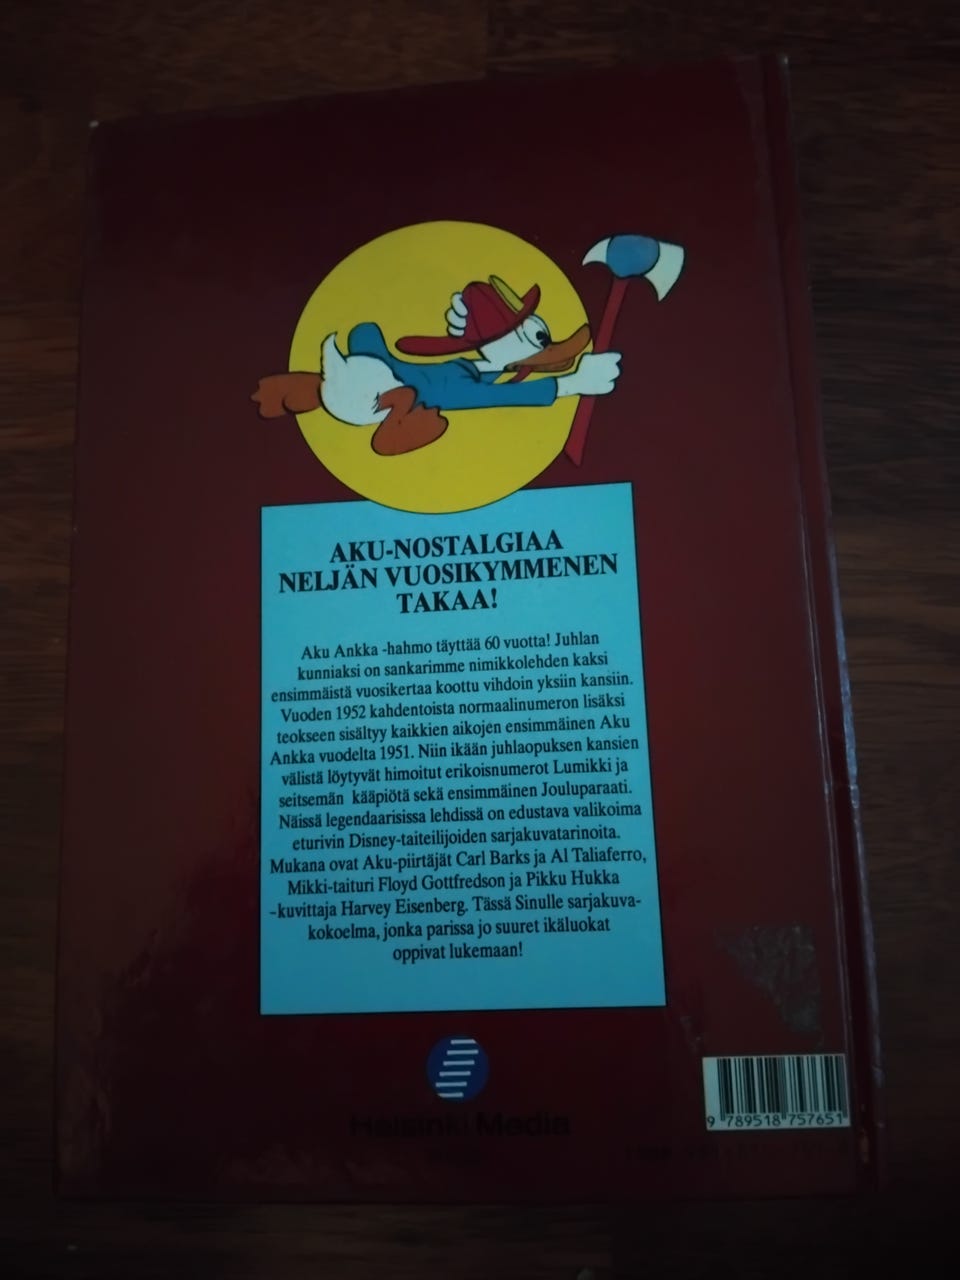 AKU-NOSTALGIAA
NELJÄN VUOSIKYMMENEN
TAKAA!
Aku Ankka -hahmo täyttää 60 vuotta! Juhlan
kunniaksi on sankarimme nimikkolehden kaksi
ensimmäistä vuosikertaa koottu vihdoin yksiin kansiin.
Vuoden 1952 kahdentoista normaalinumeron lisäksi
teokseen sisältyy kaikkien aikojen ensimmäinen Aku
Ankka vuodelta 1951. Niin ikään juhlaopuksen kansien
välistä löytyvät himoitut erikoisnumerot Lumikki ja
seitsemän kääpiötä sekä ensimmäinen Jouluparaati.
Näissä legendaarisissa lehdissä on edustava valikoima
eturivin Disney-taiteilijoiden sarjakuvatarinoita.
Mukana ovat Aku-piirtäjät Carl Barks ja Al Taliaferro,
Mikki-taituri Floyd Gottfredson ja Pikku Hukka
-kuvittaja Harvey Eisenberg. Tässä Sinulle sarjakuva-
kokoelma, jonka parissa jo suuret ikäluokat
oppivat lukemaan!
Helsinki Media
9 789518 757651